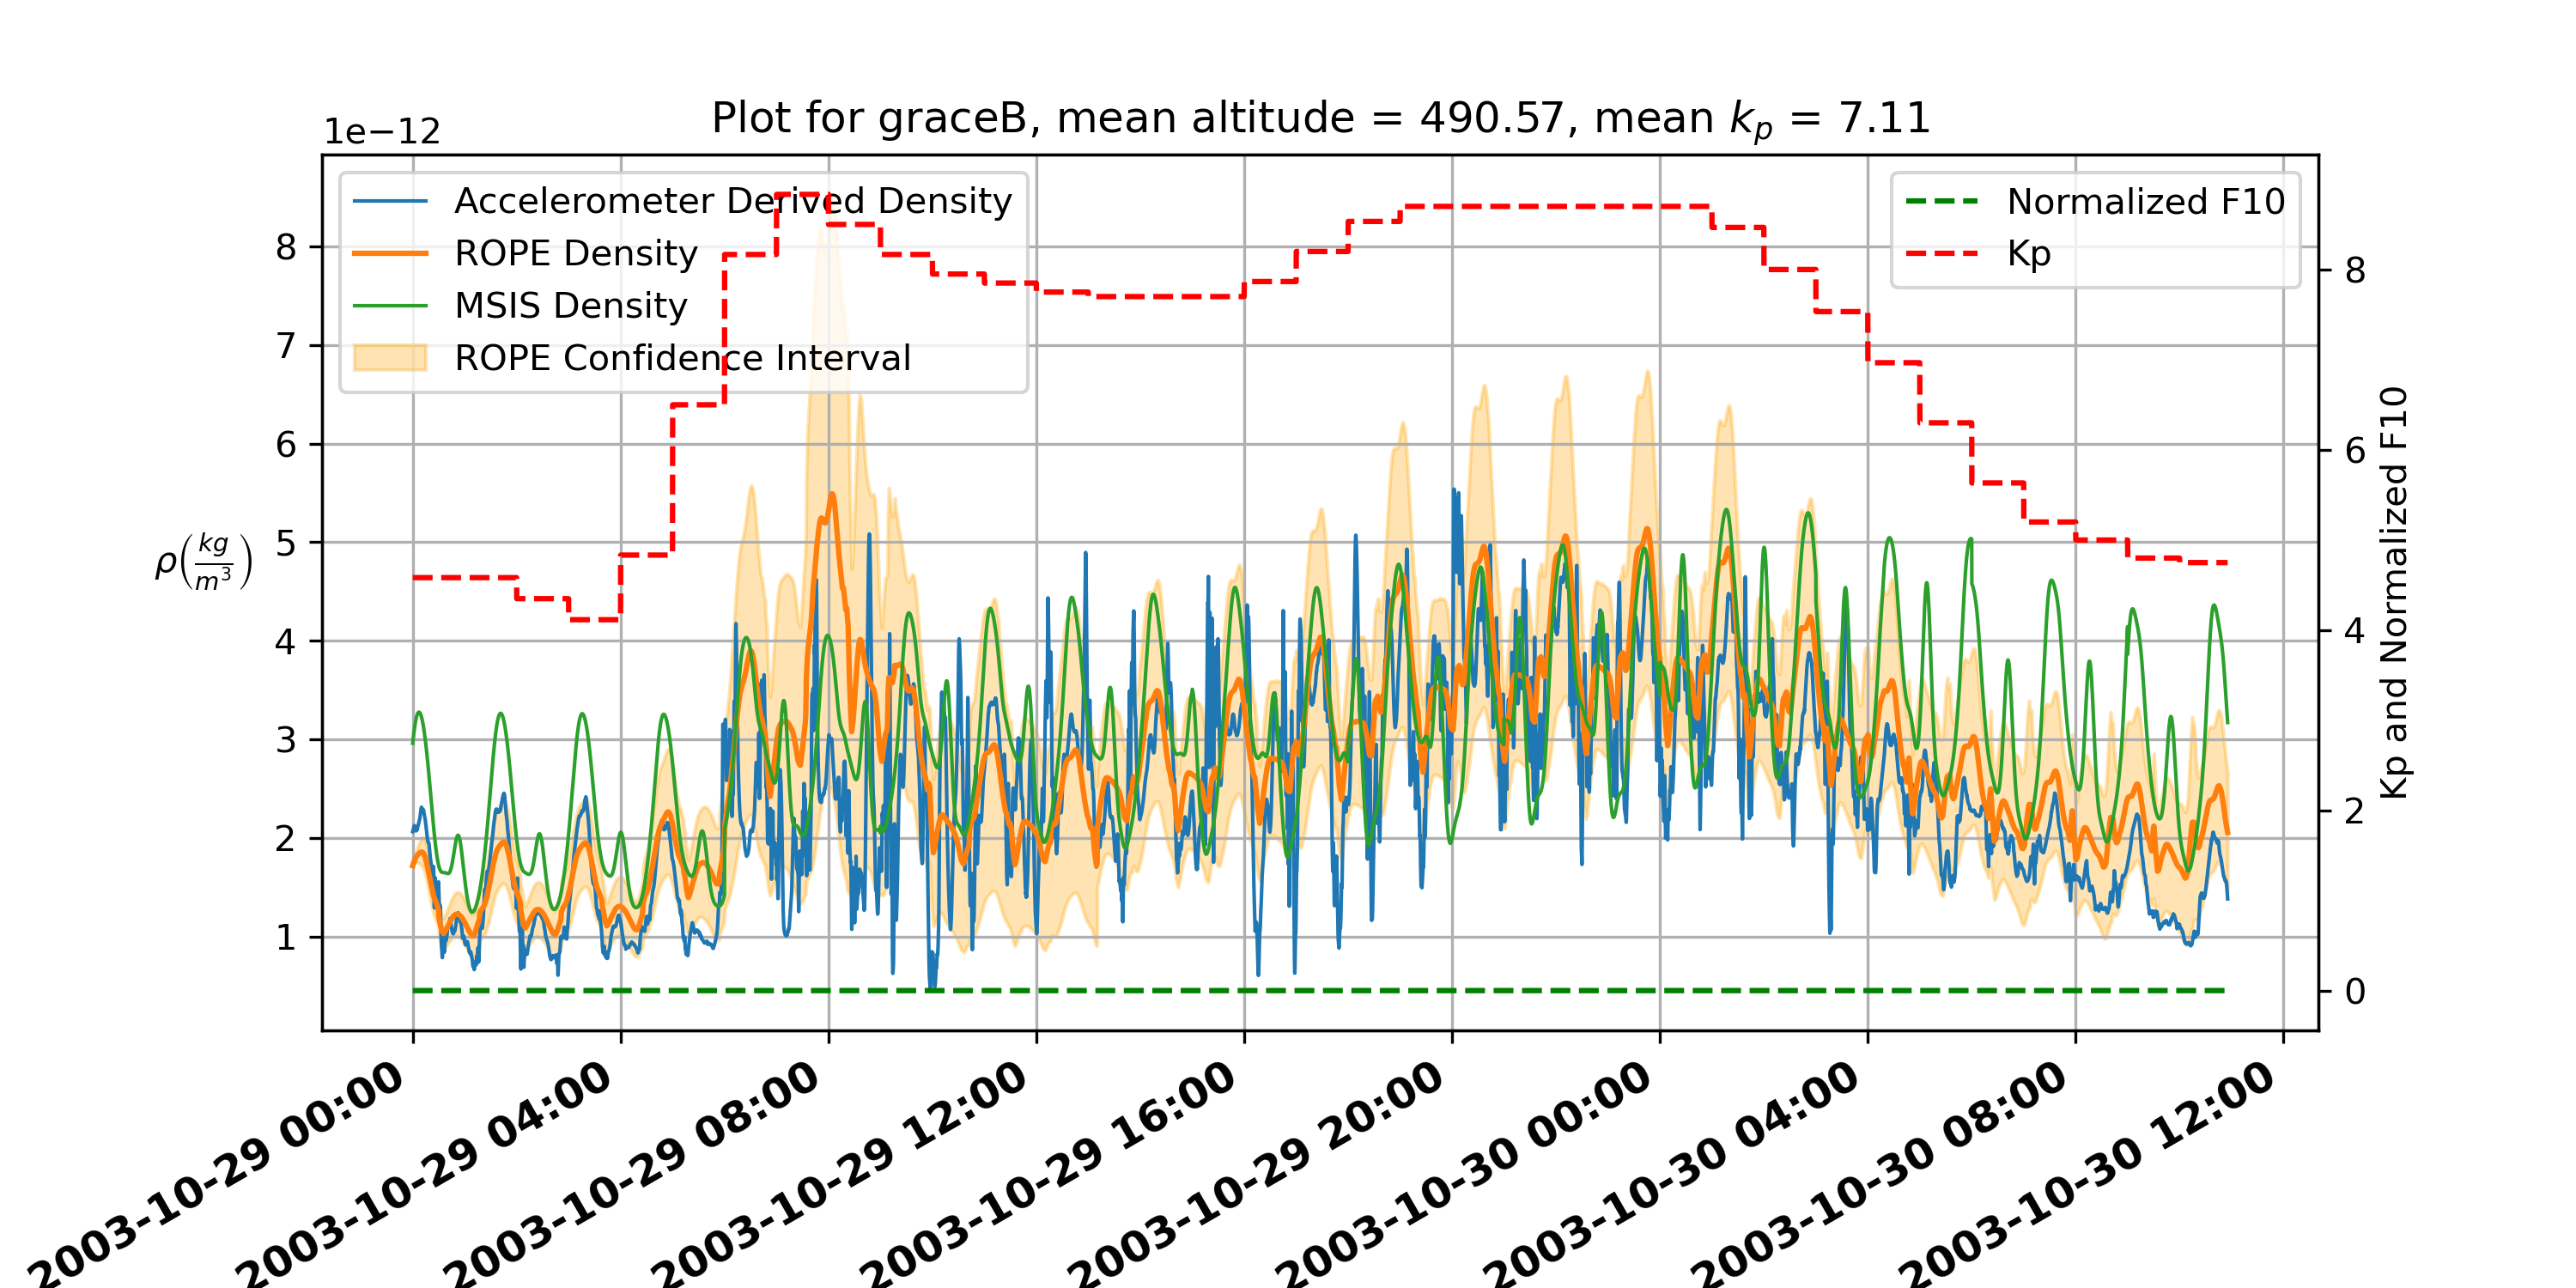 Plot for graceB, mean altitude = 490.57, mean k_p = 7.11
1e−12
Accelerometer Derived Density
ROPE Density
MSIS Density
ROPE Confidence Interval
Normalized F10
Kp
8
7
6
5
4
3
2
1
ρ(kg/m³)
8
6
4
2
0
Kp and Normalized F10
2003-10-29 00:00
2003-10-29 04:00
2003-10-29 08:00
2003-10-29 12:00
2003-10-29 16:00
2003-10-29 20:00
2003-10-30 00:00
2003-10-30 04:00
2003-10-30 08:00
2003-10-30 12:00